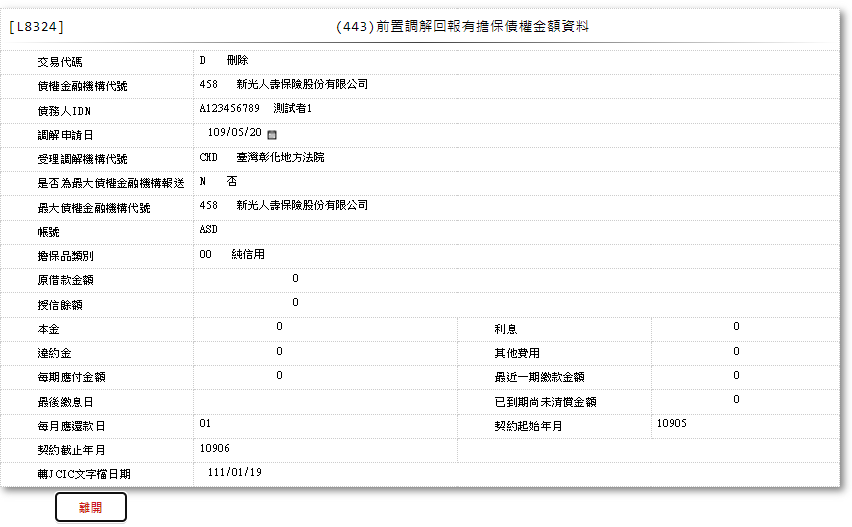 [L8324] (443)前置調解回報有擔保債權金額資料
交易代碼 D 刪除
債權金融機構代號 458 新光人壽保險股份有限公司
債務人IDN A123456789 測試者1
調解申請日 109/05/20
受理調解機構代號 CHD 臺灣彰化地方法院
是否為最大債權金融機構報送 N 否
最大債權金融機構代號 458 新光人壽保險股份有限公司
帳號 ASD
擔保品類別 00 純信用
原借款金額 0
授信餘額 0
本金 0 利息 0
違約金 0 其他費用 0
每期應付金額 0 最近一期繳款金額 0
最後繳息日 已到期尚未清償金額 0
每月應還款日 01 契約起始年月 10905
契約截止年月 10906
轉JCIC文字檔日期 111/01/19
離開